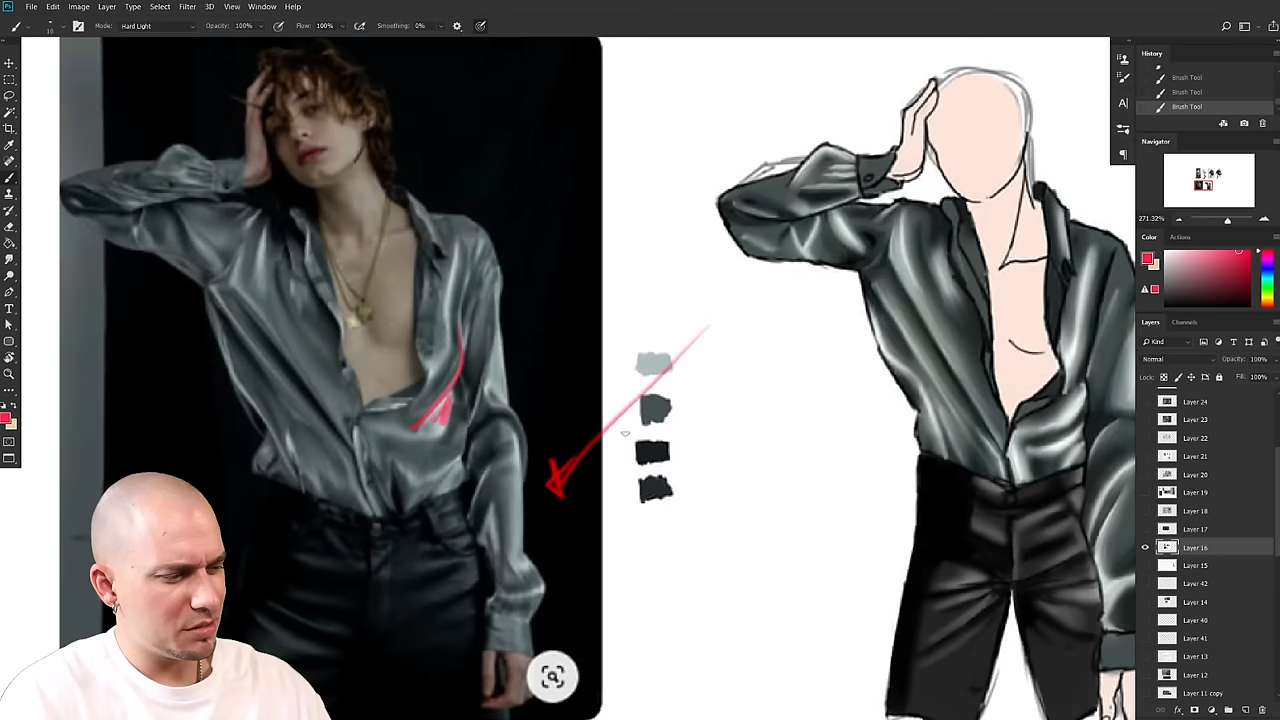 Ps File Edit Image Layer Type Select Filter 3D View Window Help
10 Mode: Hard Light Opacity: 100% Flow: 100% Smoothing: 0%
History
Brush Tool
Brush Tool
Brush Tool
Navigator
271.32%
Color Actions
Layers Channels
Kind
Normal Opacity: 100%
Lock: Fill: 100%
Layer 24
Layer 23
Layer 22
Layer 21
Layer 20
Layer 19
Layer 18
Layer 17
Layer 16
Layer 15
Layer 42
Layer 14
Layer 40
Layer 41
Layer 13
Layer 12
Layer 11 copy
fx